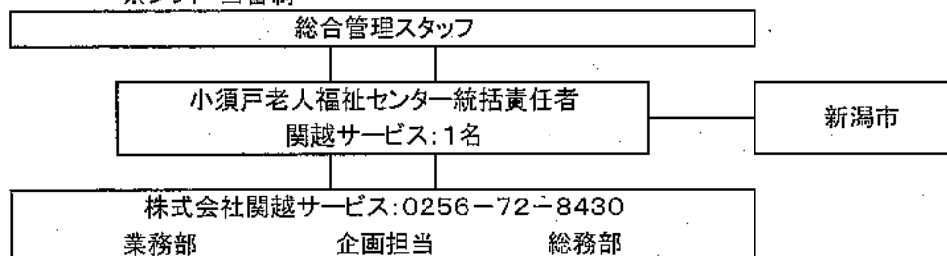 総合管理スタッフ
小須戸老人福祉センター統括責任者
関越サービス:1名
新潟市
株式会社関越サービス:0256-72-8430
業務部 企画担当 総務部